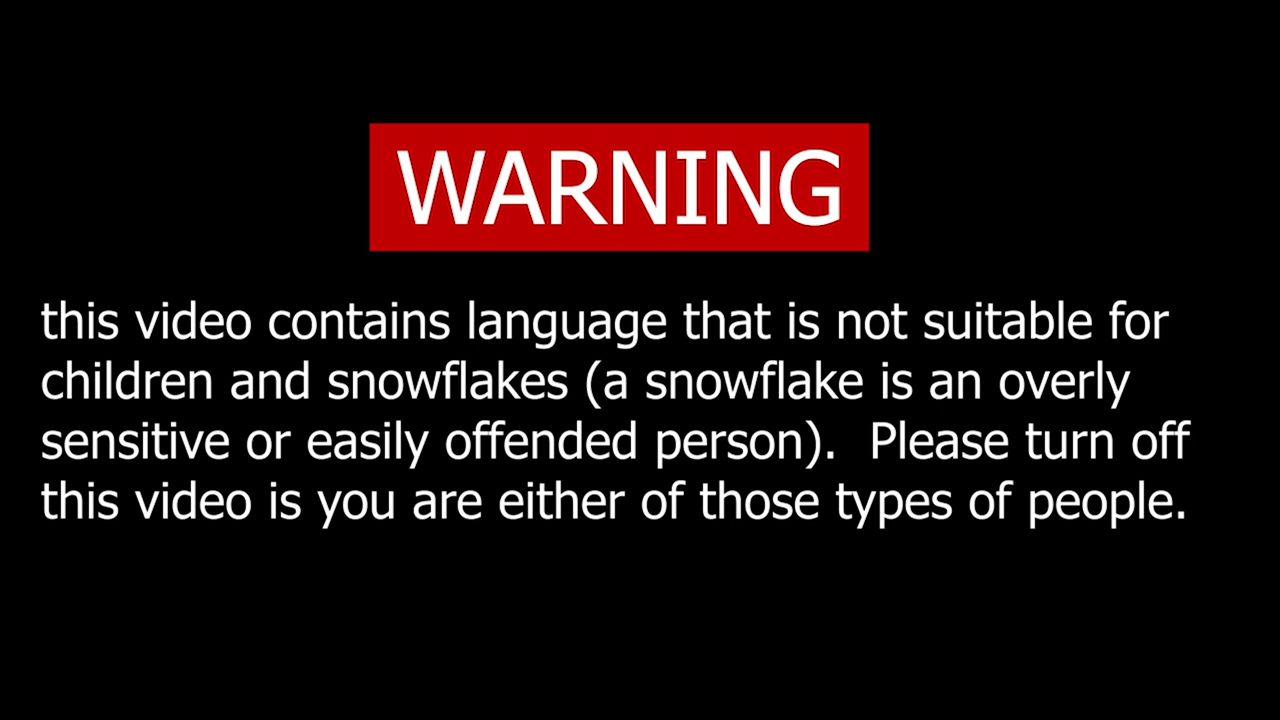 WARNING
this video contains language that is not suitable for
children and snowflakes (a snowflake is an overly
sensitive or easily offended person).  Please turn off
this video is you are either of those types of people.